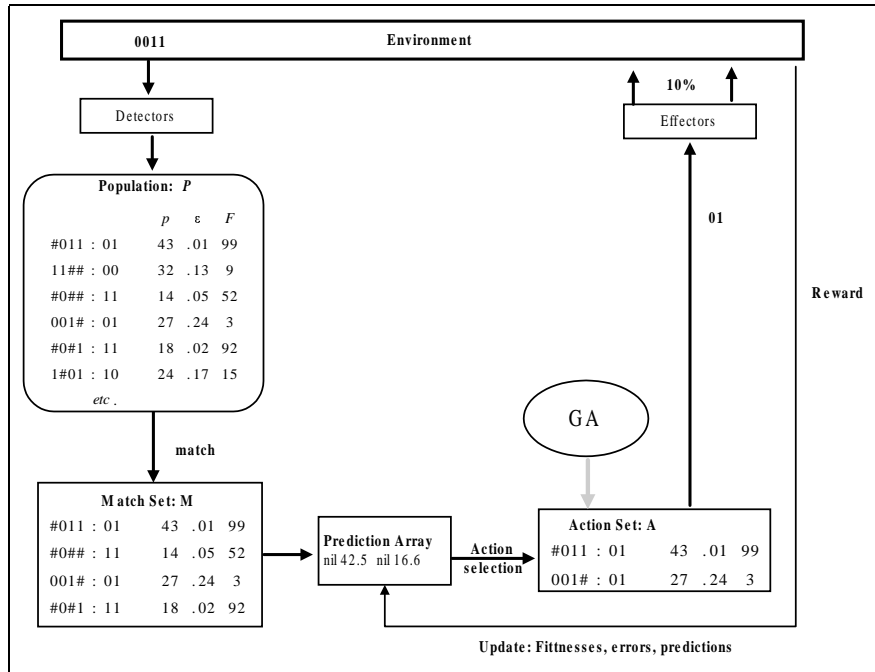 0011 Environment
10%
Detectors
Effectors
Population: P
p ε F
#011 : 01 43 .01 99
11## : 00 32 .13 9
#0## : 11 14 .05 52
001# : 01 27 .24 3
#0#1 : 11 18 .02 92
1#01 : 10 24 .17 15
etc.
01
Reward
match
GA
Match Set: M
#011 : 01 43 .01 99
#0## : 11 14 .05 52
001# : 01 27 .24 3
#0#1 : 11 18 .02 92
Prediction Array
nil 42.5 nil 16.6
Action
selection
Action Set: A
#011 : 01 43 .01 99
001# : 01 27 .24 3
Update: Fittnesses, errors, predictions